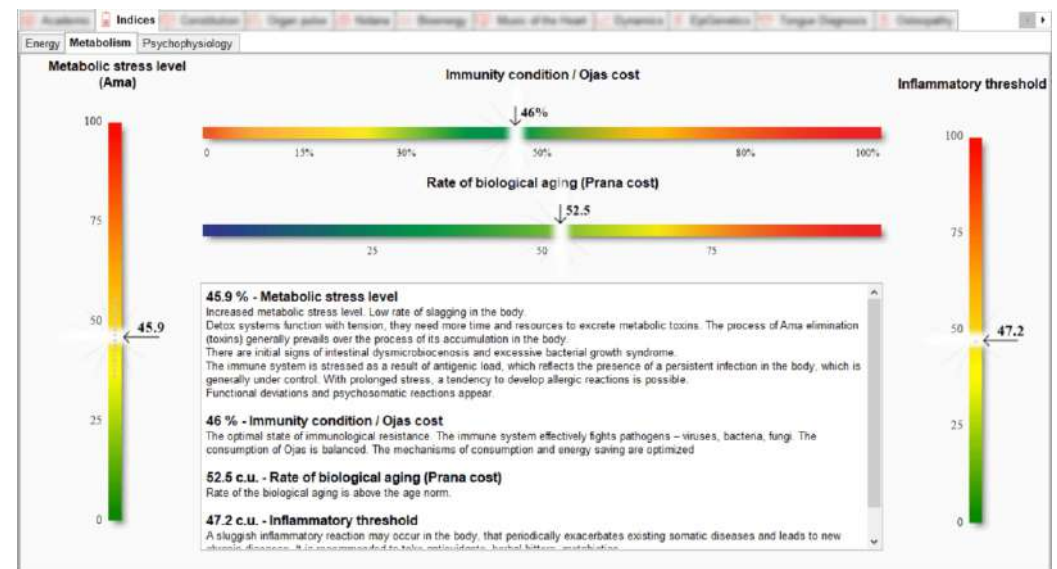 Indices
Energy Metabolism Psychophysiology
Metabolic stress level
(Ama)
100
75
50
45.9
25
0
Immunity condition / Ojas cost
46%
0 15% 30% 50% 80% 100%
Rate of biological aging (Prana cost)
52.5
25 50 75
Inflammatory threshold
100
75
50
47.2
25
0
45.9 % - Metabolic stress level
Increased metabolic stress level. Low rate of slagging in the body.
Detox systems function with tension, they need more time and resources to excrete metabolic toxins. The process of Ama elimination
(toxins) generally prevails over the process of its accumulation in the body.
There are initial signs of intestinal dysmicrobiocenosis and excessive bacterial growth syndrome.
The immune system is stressed as a result of antigenic load, which reflects the presence of a persistent infection in the body, which is
generally under control. With prolonged stress, a tendency to develop allergic reactions is possible.
Functional deviations and psychosomatic reactions appear.
46 % - Immunity condition / Ojas cost
The optimal state of immunological resistance. The immune system effectively fights pathogens – viruses, bacteria, fungi. The
consumption of Ojas is balanced. The mechanisms of consumption and energy saving are optimized
52.5 c.u. - Rate of biological aging (Prana cost)
Rate of the biological aging is above the age norm.
47.2 c.u. - Inflammatory threshold
A sluggish inflammatory reaction may occur in the body, that periodically exacerbates existing somatic diseases and leads to new